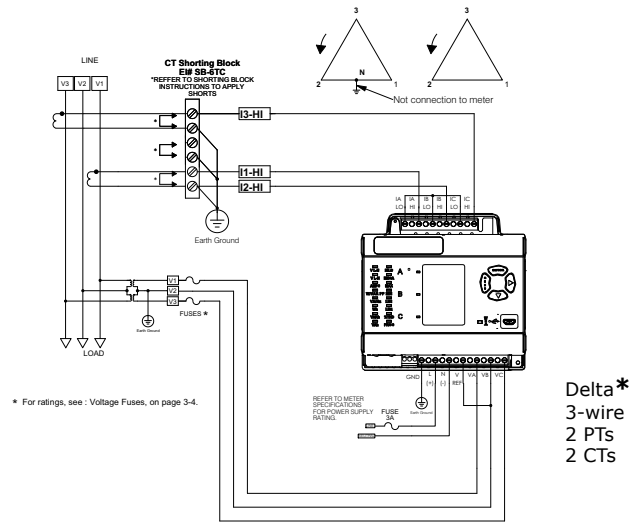 3
3
N
2
1
2
1
Not connection to meter
LINE
V3 V2 V1
CT Shorting Block
EI# SB-6TC
*REFFER TO SHORTING BLOCK
INSTRUCTIONS TO APPLY
SHORTS
*
*
*
I3-HI
I1-HI
I2-HI
Earth Ground
IA IA IB IB IC IC
LO HI LO HI LO HI
A
B
C
V1
V2
V3
FUSES *
Earth Ground
LOAD
GND L N V VA VB VC
(+) (-) REF
Earth Ground
REFER TO METER
SPECIFICATIONS
FOR POWER SUPPLY
RATING.
FUSE
3A
* For ratings, see : Voltage Fuses, on page 3-4.
Delta*
3-wire
2 PTs
2 CTs